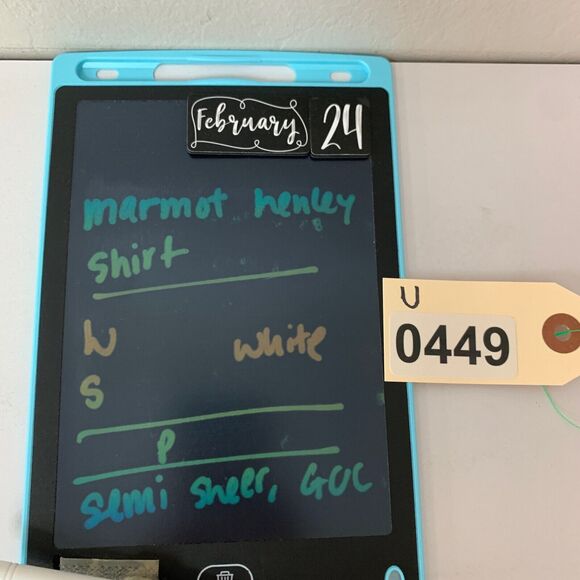 February 24
marmot henley
shirt
U
0449
W white
S
P
semi sheer, GUC